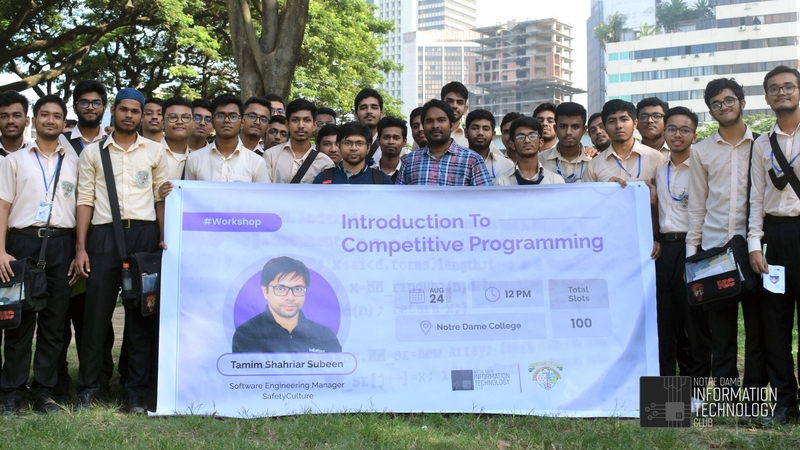 #Workshop
Introduction To
Competitive Programming
AUG
24
12 PM
Total
Slots
100
Notre Dame College
Tamim Shahriar Subeen
Software Engineering Manager
SafetyCulture
INFORMATION
TECHNOLOGY
NOTRE DAME
INFORMATION
TECHNOLOGY
CLUB